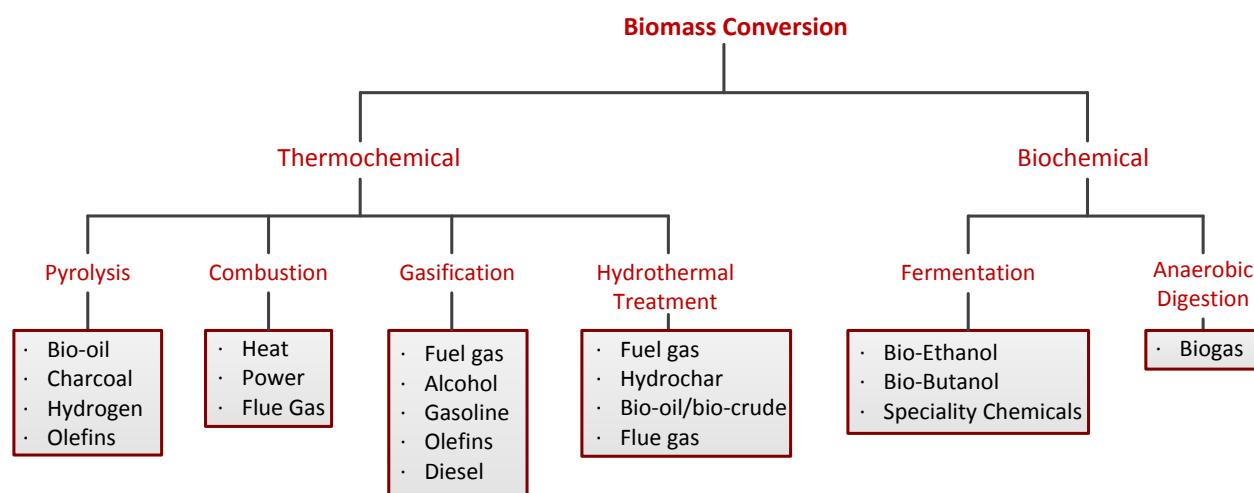 Biomass Conversion
Thermochemical
Biochemical
Pyrolysis
Combustion
Gasification
Hydrothermal
Treatment
Fermentation
Anaerobic
Digestion
· Bio-oil
· Charcoal
· Hydrogen
· Olefins
· Heat
· Power
· Flue Gas
· Fuel gas
· Alcohol
· Gasoline
· Olefins
· Diesel
· Fuel gas
· Hydrochar
· Bio-oil/bio-crude
· Flue gas
· Bio-Ethanol
· Bio-Butanol
· Speciality Chemicals
· Biogas